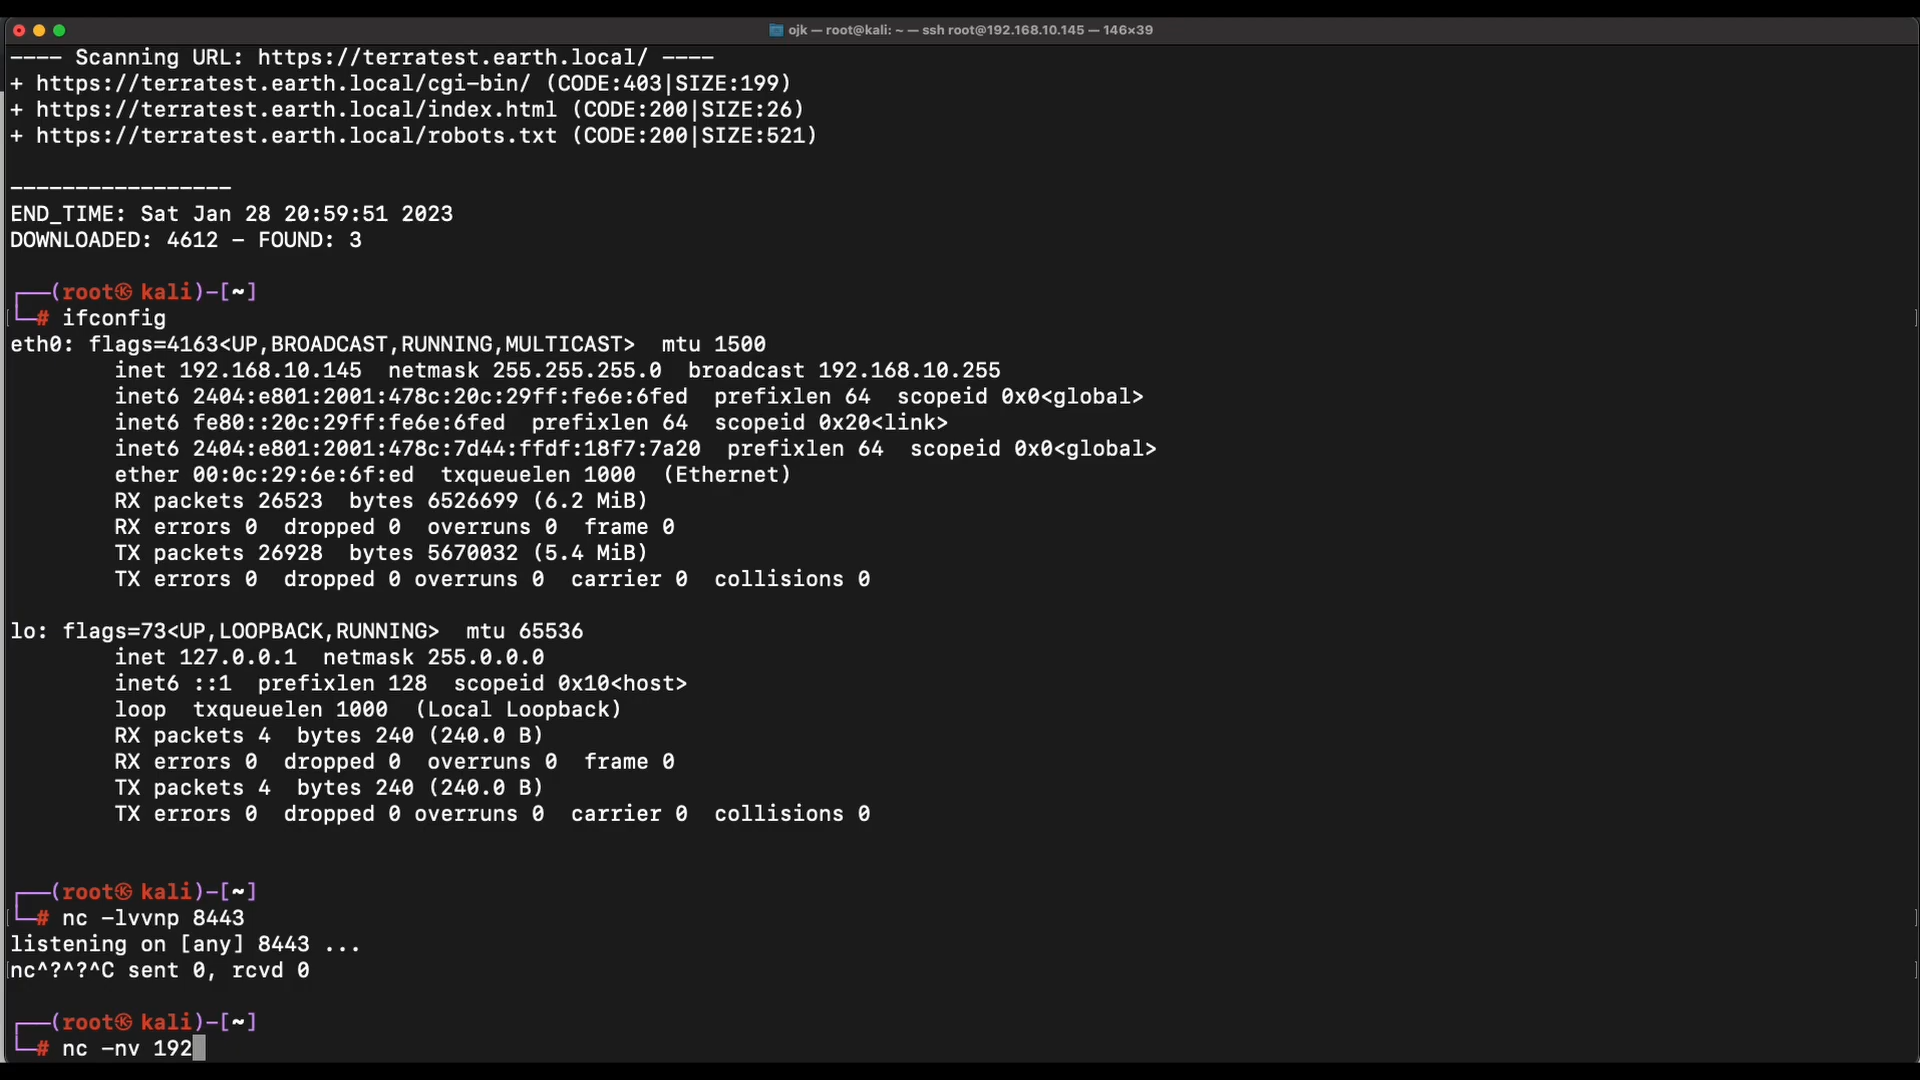 ojk — root@kali: ~ — ssh root@192.168.10.145 — 146×39
---- Scanning URL: https://terratest.earth.local/ ----
+ https://terratest.earth.local/cgi-bin/ (CODE:403|SIZE:199)
+ https://terratest.earth.local/index.html (CODE:200|SIZE:26)
+ https://terratest.earth.local/robots.txt (CODE:200|SIZE:521)
-----------------
END_TIME: Sat Jan 28 20:59:51 2023
DOWNLOADED: 4612 - FOUND: 3
┌──(root㉿kali)-[~]
└─# ifconfig
eth0: flags=4163<UP,BROADCAST,RUNNING,MULTICAST>  mtu 1500
        inet 192.168.10.145  netmask 255.255.255.0  broadcast 192.168.10.255
        inet6 2404:e801:2001:478c:20c:29ff:fe6e:6fed  prefixlen 64  scopeid 0x0<global>
        inet6 fe80::20c:29ff:fe6e:6fed  prefixlen 64  scopeid 0x20<link>
        inet6 2404:e801:2001:478c:7d44:ffdf:18f7:7a20  prefixlen 64  scopeid 0x0<global>
        ether 00:0c:29:6e:6f:ed  txqueuelen 1000  (Ethernet)
        RX packets 26523  bytes 6526699 (6.2 MiB)
        RX errors 0  dropped 0  overruns 0  frame 0
        TX packets 26928  bytes 5670032 (5.4 MiB)
        TX errors 0  dropped 0 overruns 0  carrier 0  collisions 0
lo: flags=73<UP,LOOPBACK,RUNNING>  mtu 65536
        inet 127.0.0.1  netmask 255.0.0.0
        inet6 ::1  prefixlen 128  scopeid 0x10<host>
        loop  txqueuelen 1000  (Local Loopback)
        RX packets 4  bytes 240 (240.0 B)
        RX errors 0  dropped 0  overruns 0  frame 0
        TX packets 4  bytes 240 (240.0 B)
        TX errors 0  dropped 0 overruns 0  carrier 0  collisions 0
┌──(root㉿kali)-[~]
└─# nc -lvvnp 8443
listening on [any] 8443 ...
nc^?^?^C sent 0, rcvd 0
┌──(root㉿kali)-[~]
└─# nc -nv 192